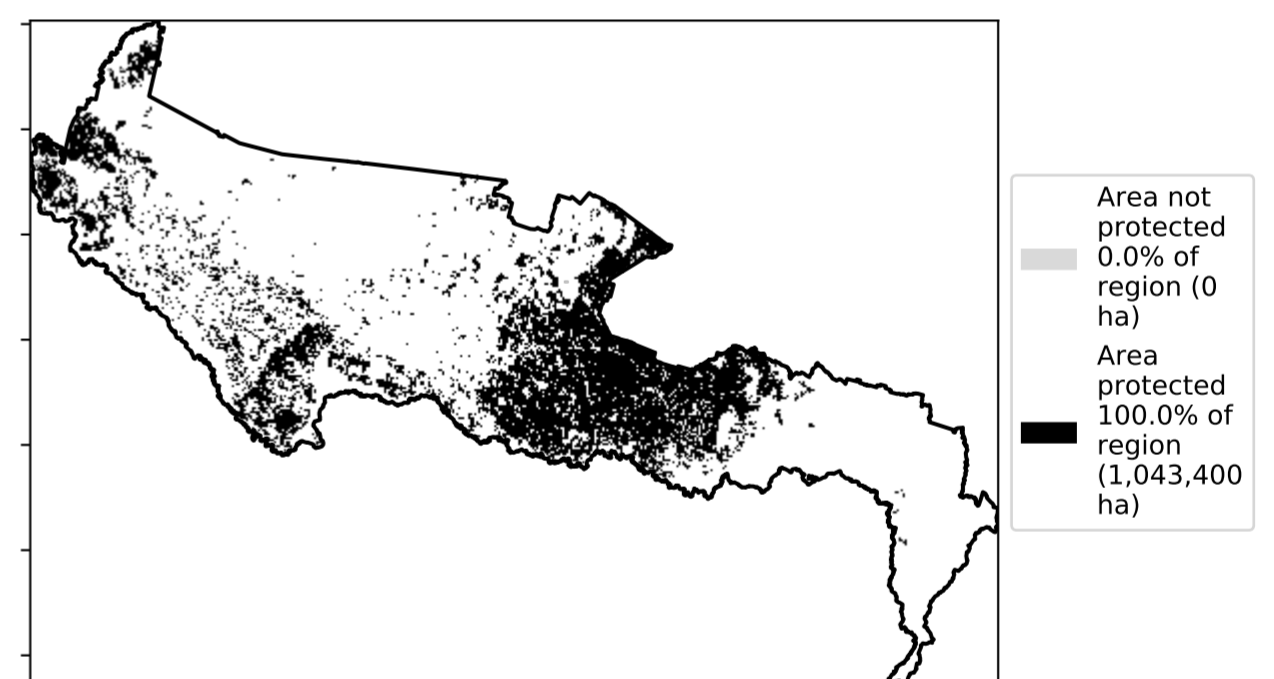 Area not
protected
0.0% of
region (0
ha)
Area
protected
100.0% of
region
(1,043,400
ha)